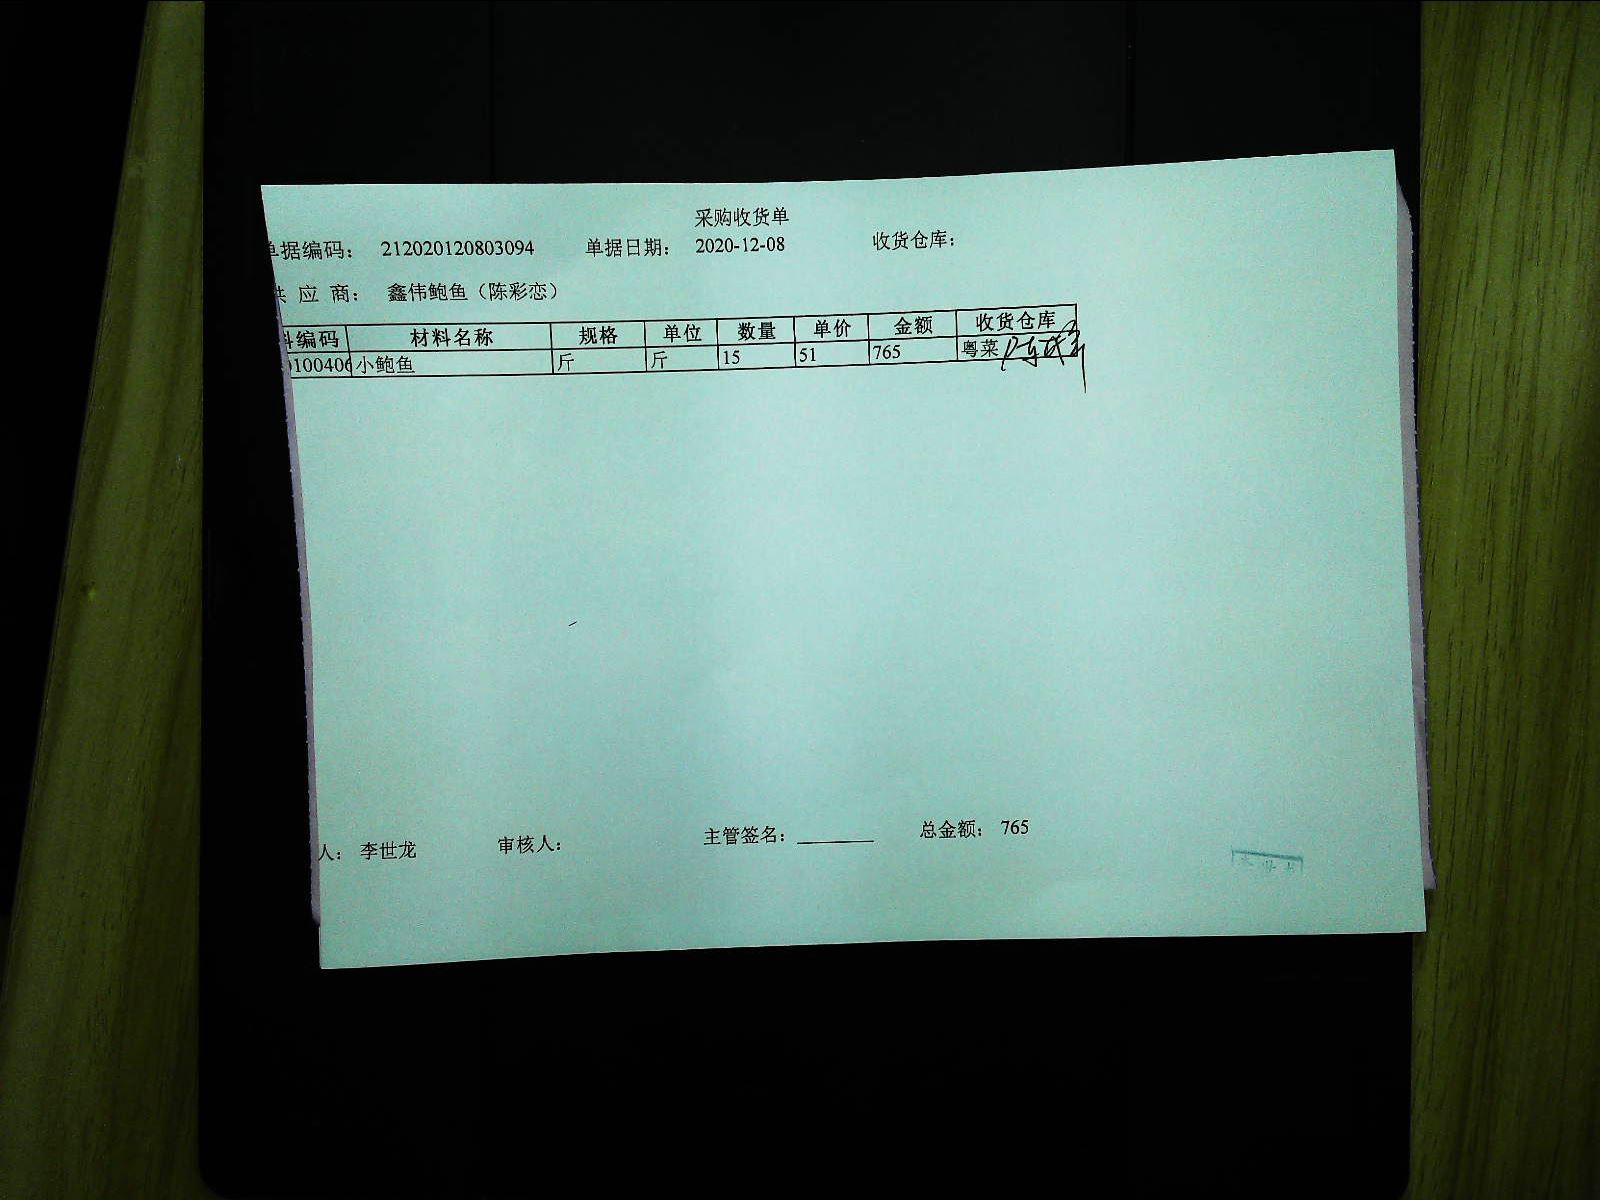 采购收货单
单据编码： 212020120803094 单据日期： 2020-12-08 收货仓库：
供 应 商： 鑫伟鲍鱼（陈彩恋）
料编码 材料名称 规格 单位 数量 单价 金额 收货仓库
0100406 小鲍鱼 斤 斤 15 51 765 粤菜
人： 李世龙 审核人： 主管签名： 总金额： 765